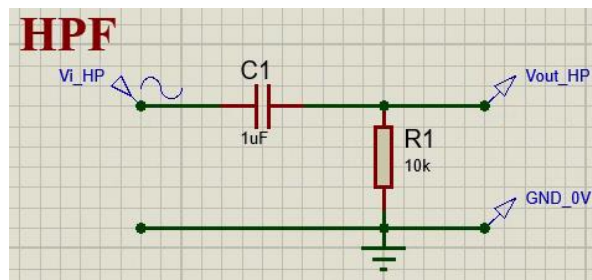 HPF
Vi_HP
C1
Vout_HP
1uF
R1
10k
GND_0V